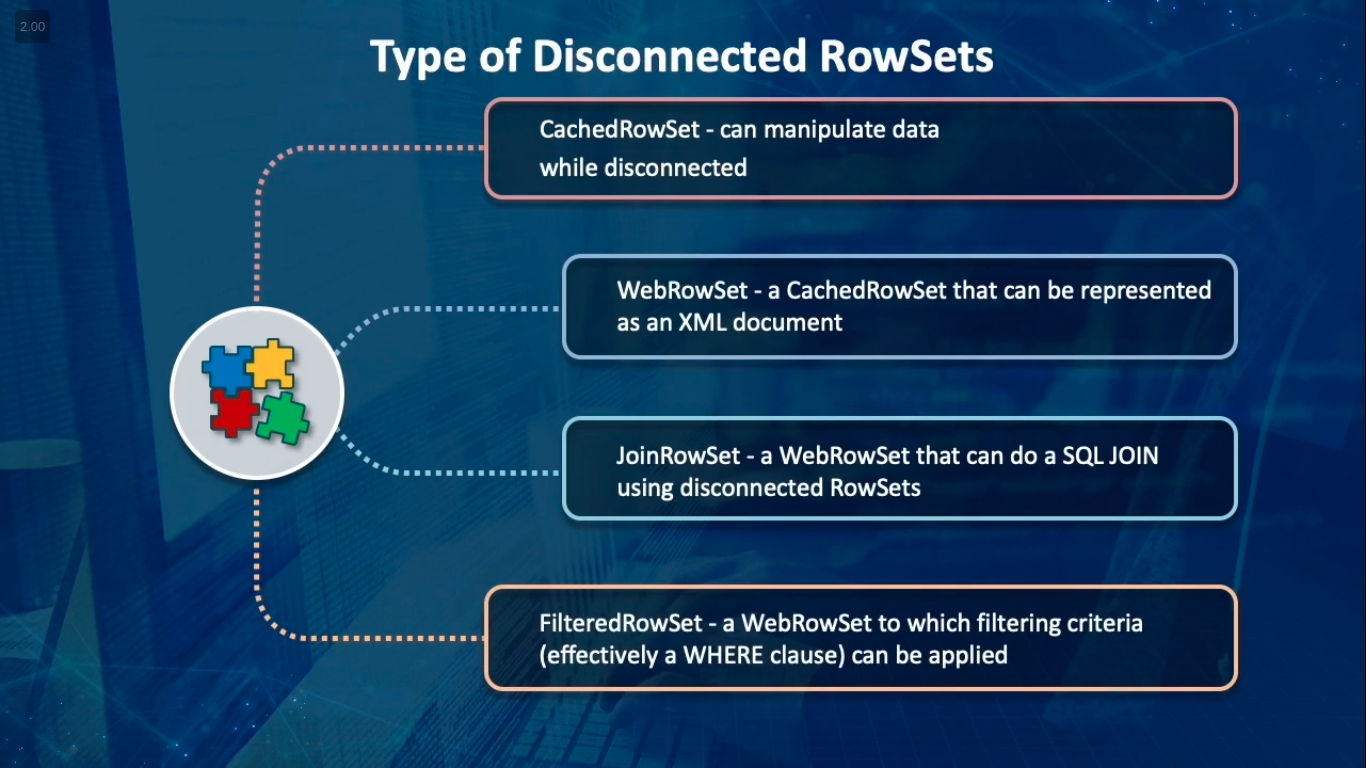 2.00
Type of Disconnected RowSets
CachedRowSet - can manipulate data
while disconnected
WebRowSet - a CachedRowSet that can be represented
as an XML document
JoinRowSet - a WebRowSet that can do a SQL JOIN
using disconnected RowSets
FilteredRowSet - a WebRowSet to which filtering criteria
(effectively a WHERE clause) can be applied